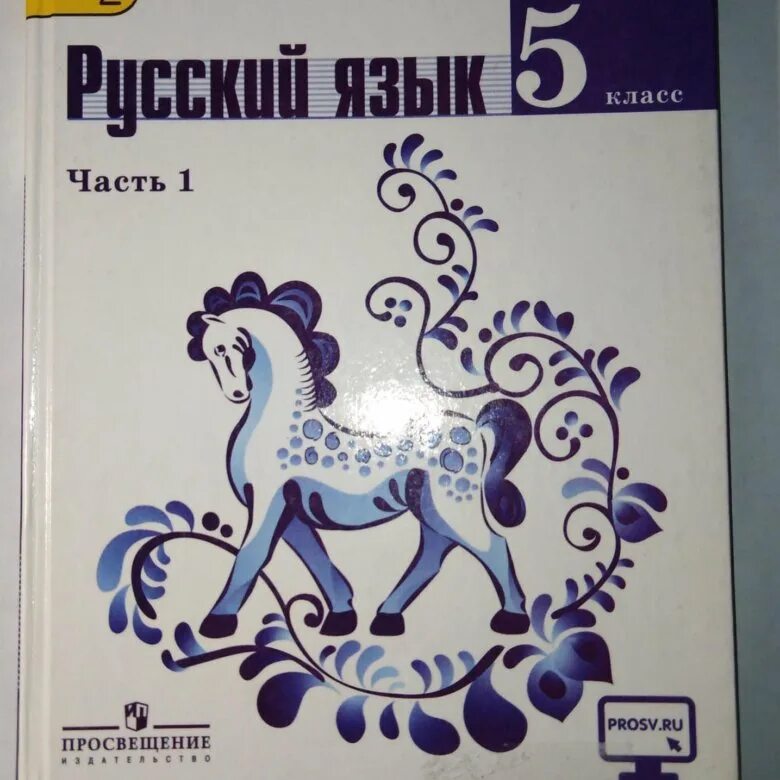 Русский язык 5
класс
Часть 1
PROSV.RU
ПРОСВЕЩЕНИЕ
ИЗДАТЕЛЬСТВО